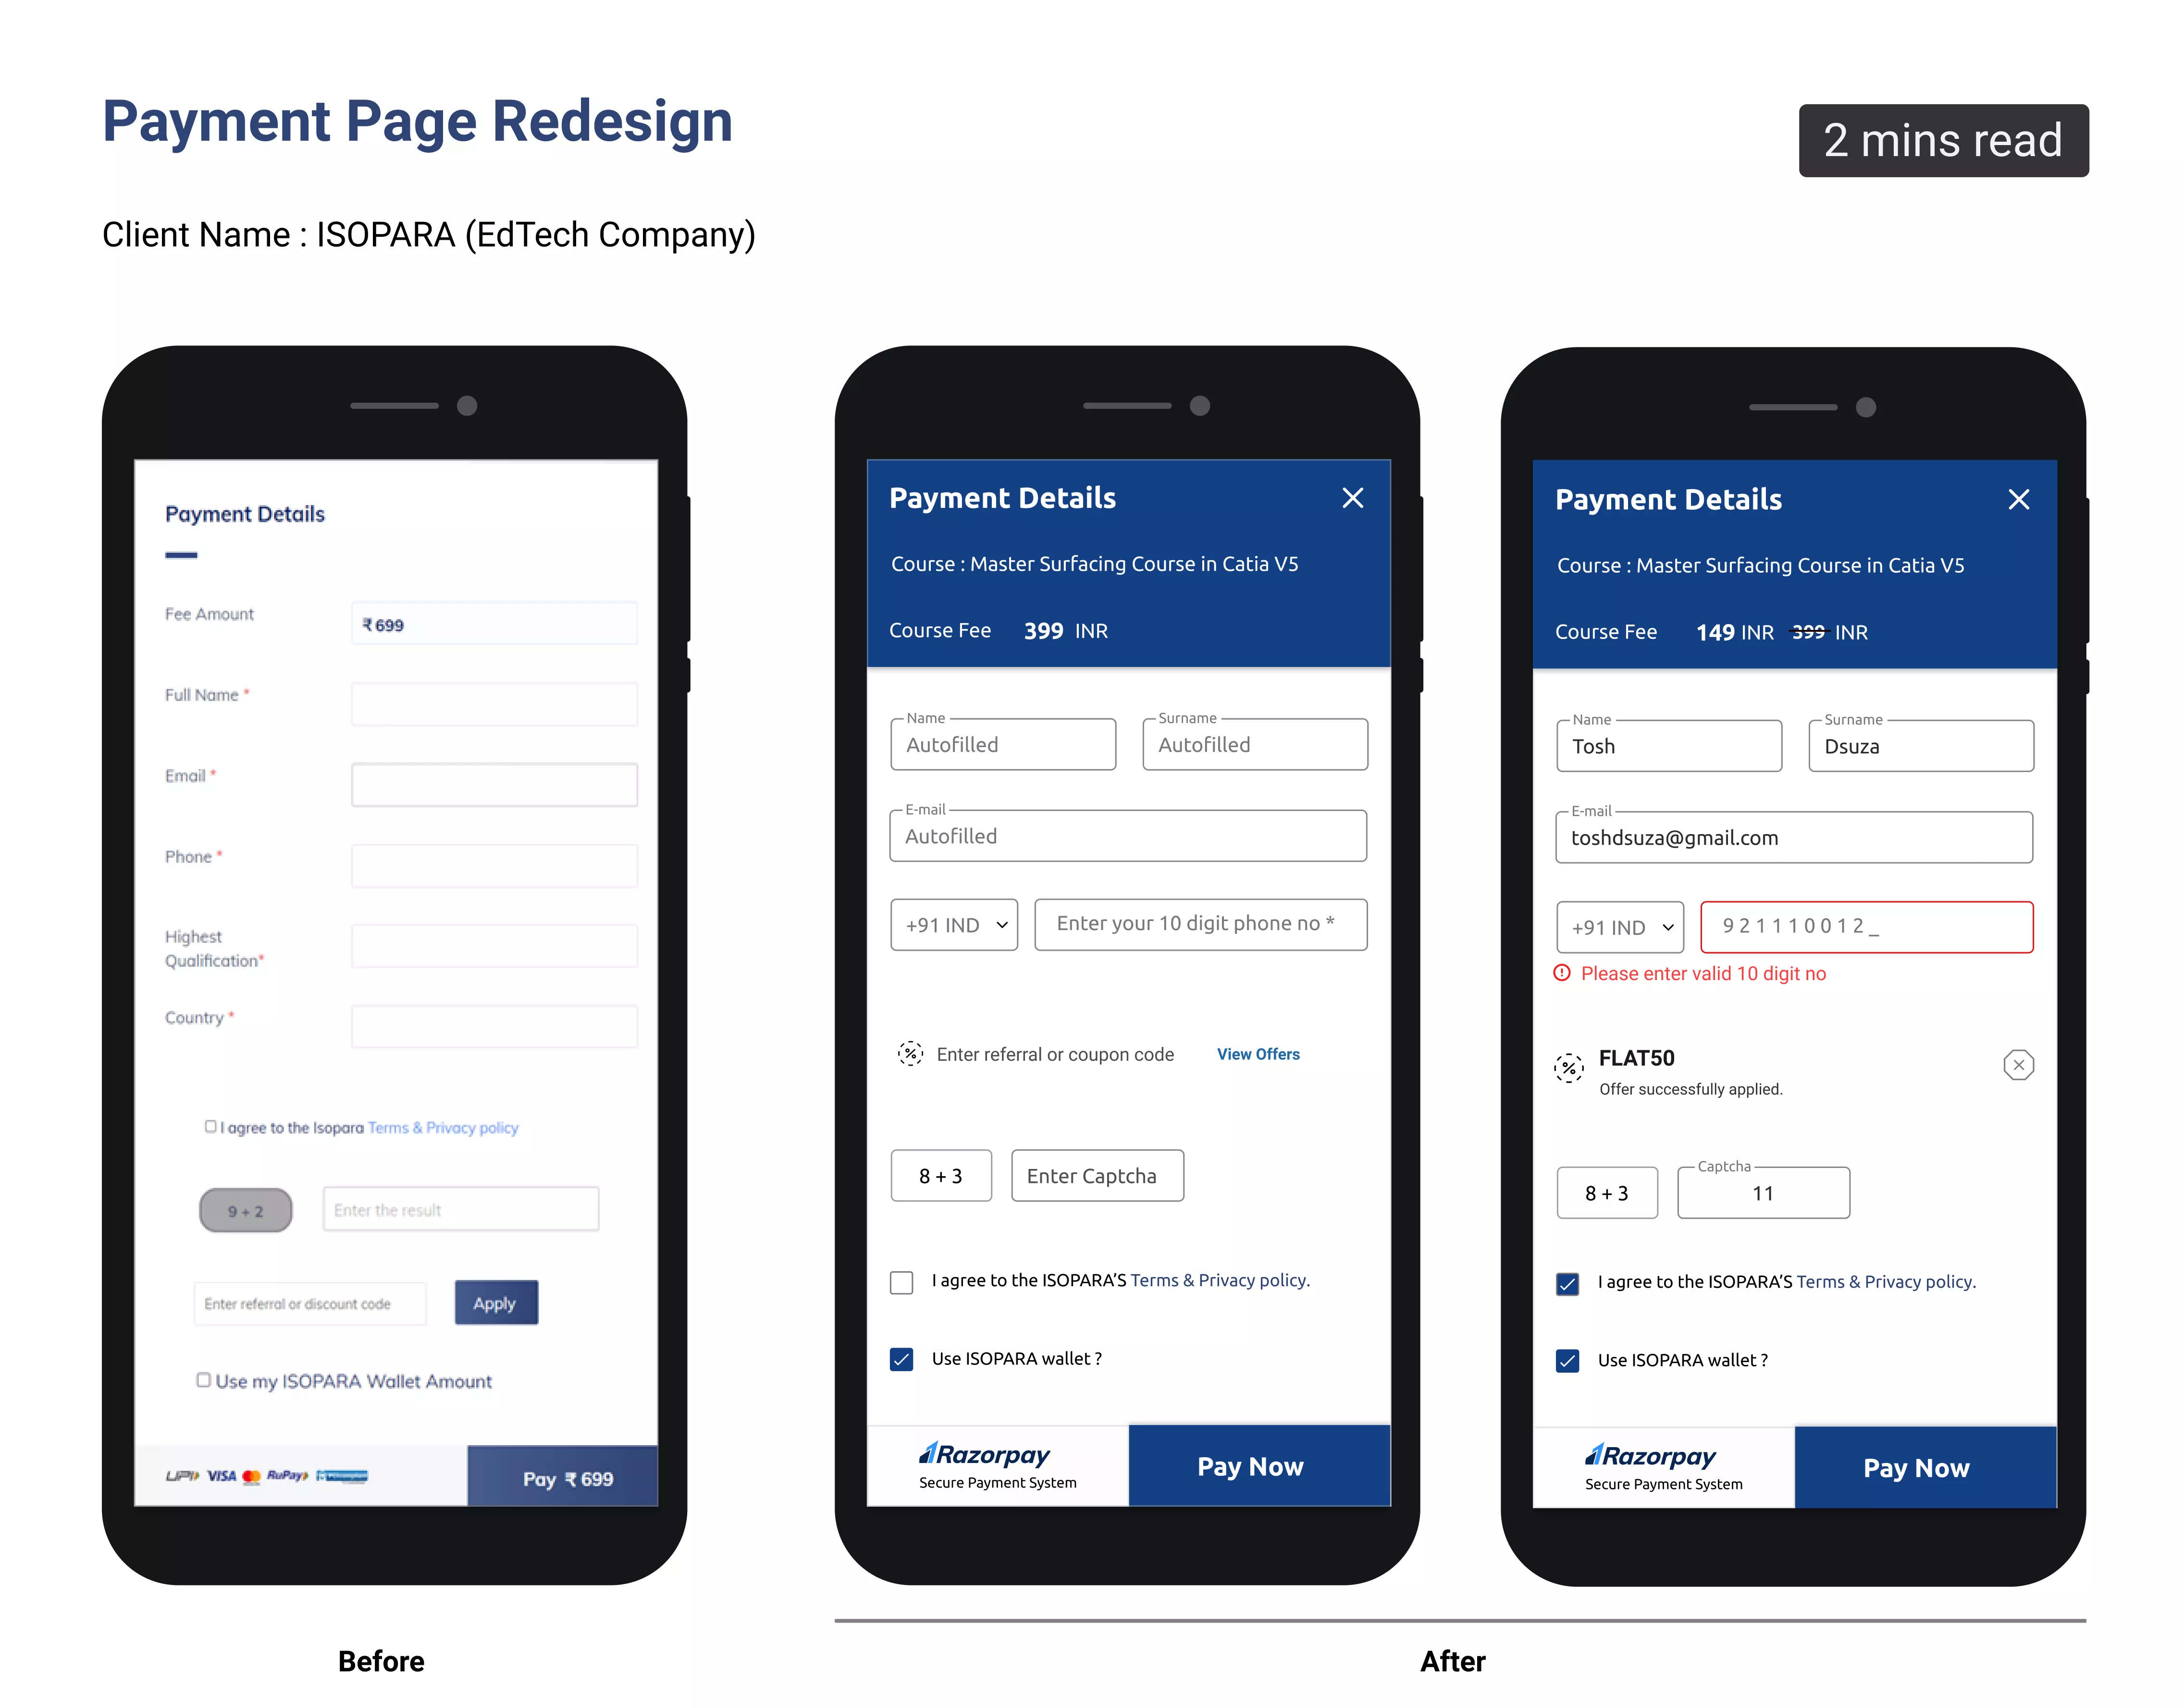 Payment Page Redesign
2 mins read
Client Name : ISOPARA (EdTech Company)
Payment Details
Fee Amount
₹ 699
Full Name *
Email *
Phone *
Highest
Qualification*
Country *
I agree to the Isopara Terms & Privacy policy
9 + 2
Enter the result
Enter referral or discount code
Apply
Use my ISOPARA Wallet Amount
UPI VISA RuPay
Pay ₹ 699
Before
Payment Details
Course : Master Surfacing Course in Catia V5
Course Fee 399 INR
Name
Autofilled
Surname
Autofilled
E-mail
Autofilled
+91 IND
Enter your 10 digit phone no *
Enter referral or coupon code
View Offers
8 + 3
Enter Captcha
I agree to the ISOPARA’S Terms & Privacy policy.
Use ISOPARA wallet ?
Razorpay
Secure Payment System
Pay Now
Payment Details
Course : Master Surfacing Course in Catia V5
Course Fee 149 INR 399 INR
Name
Tosh
Surname
Dsuza
E-mail
toshdsuza@gmail.com
+91 IND
9 2 1 1 1 0 0 1 2 _
Please enter valid 10 digit no
FLAT50
Offer successfully applied.
8 + 3
Captcha
11
I agree to the ISOPARA’S Terms & Privacy policy.
Use ISOPARA wallet ?
Razorpay
Secure Payment System
Pay Now
After